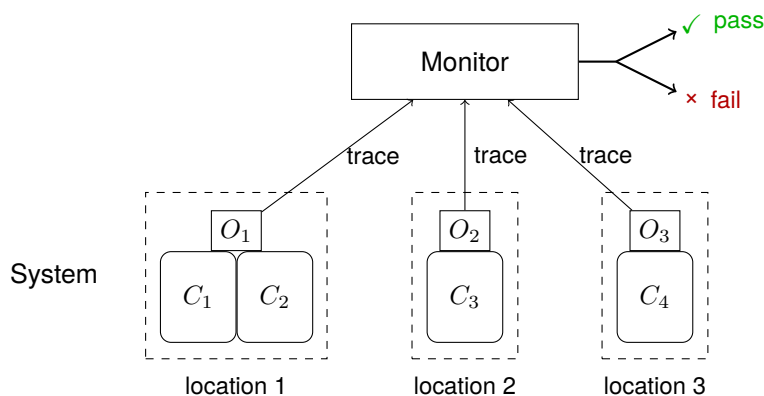 ✓ pass
Monitor
× fail
trace trace trace
O₁ O₂ O₃
System C₁ C₂ C₃ C₄
location 1 location 2 location 3